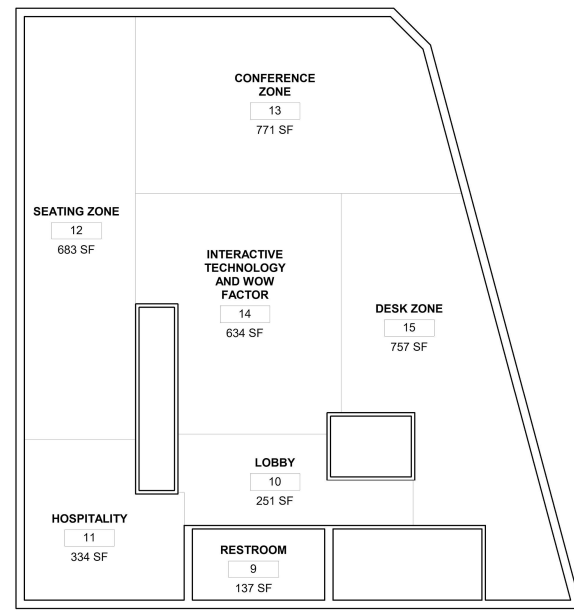 CONFERENCE
ZONE
13
771 SF
SEATING ZONE
12
683 SF
INTERACTIVE
TECHNOLOGY
AND WOW
FACTOR
14
634 SF
DESK ZONE
15
757 SF
LOBBY
10
251 SF
HOSPITALITY
11
334 SF
RESTROOM
9
137 SF